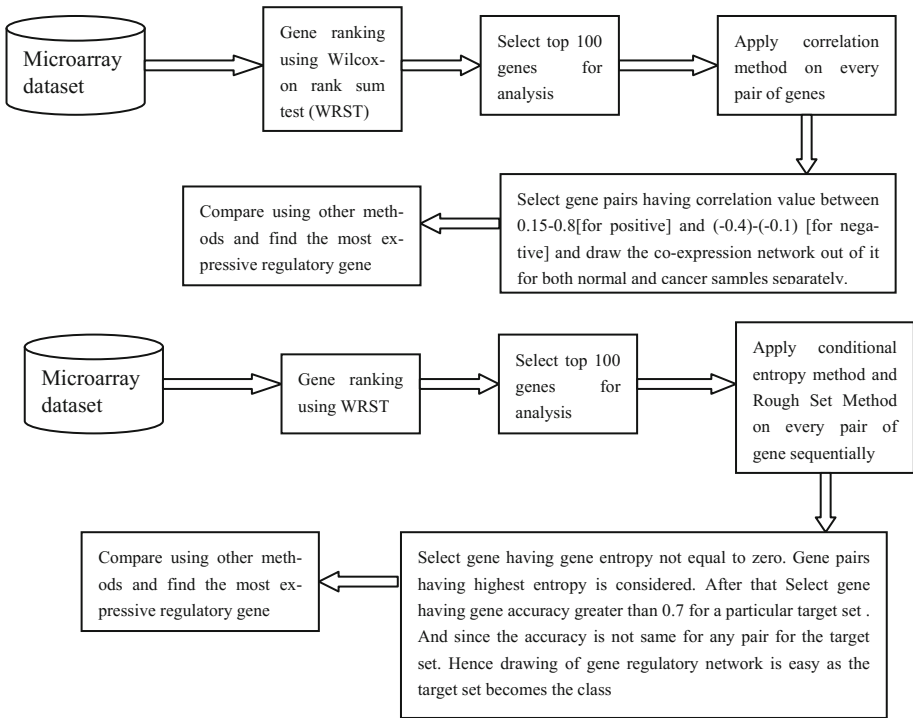 Microarray
dataset
Gene ranking
using Wilcox-
on rank sum
test (WRST)
Select top 100
genes for
analysis
Apply correlation
method on every
pair of genes
Select gene pairs having correlation value between
0.15-0.8[for positive] and (-0.4)-(-0.1) [for nega-
tive] and draw the co-expression network out of it
for both normal and cancer samples separately.
Compare using other meth-
ods and find the most ex-
pressive regulatory gene
Microarray
dataset
Gene ranking
using WRST
Select top 100
genes for
analysis
Apply conditional
entropy method and
Rough Set Method
on every pair of
gene sequentially
Select gene having gene entropy not equal to zero. Gene pairs
having highest entropy is considered. After that Select gene
having gene accuracy greater than 0.7 for a particular target set .
And since the accuracy is not same for any pair for the target
set. Hence drawing of gene regulatory network is easy as the
target set becomes the class
Compare using other meth-
ods and find the most ex-
pressive regulatory gene